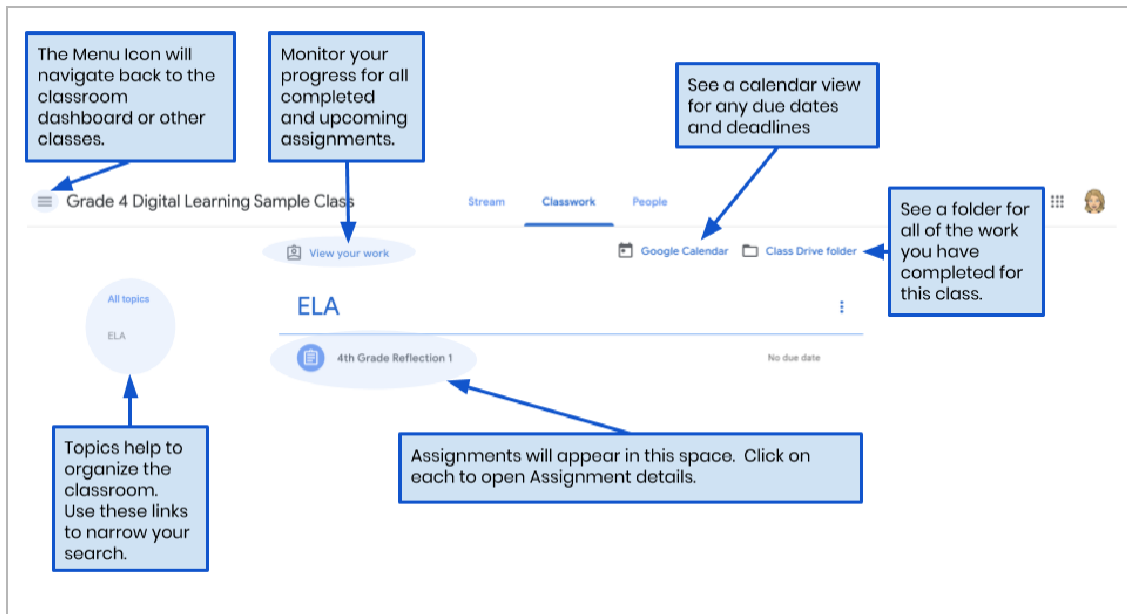 The Menu Icon will
navigate back to the
classroom
dashboard or other
classes.
Monitor your
progress for all
completed
and upcoming
assignments.
See a calendar view
for any due dates
and deadlines
Grade 4 Digital Learning Sample Class
Stream
Classwork
People
See a folder for
all of the work
you have
completed for
this class.
View your work
Google Calendar
Class Drive folder
All topics
ELA
ELA
4th Grade Reflection 1
No due date
Topics help to
organize the
classroom.
Use these links
to narrow your
search.
Assignments will appear in this space.  Click on
each to open Assignment details.